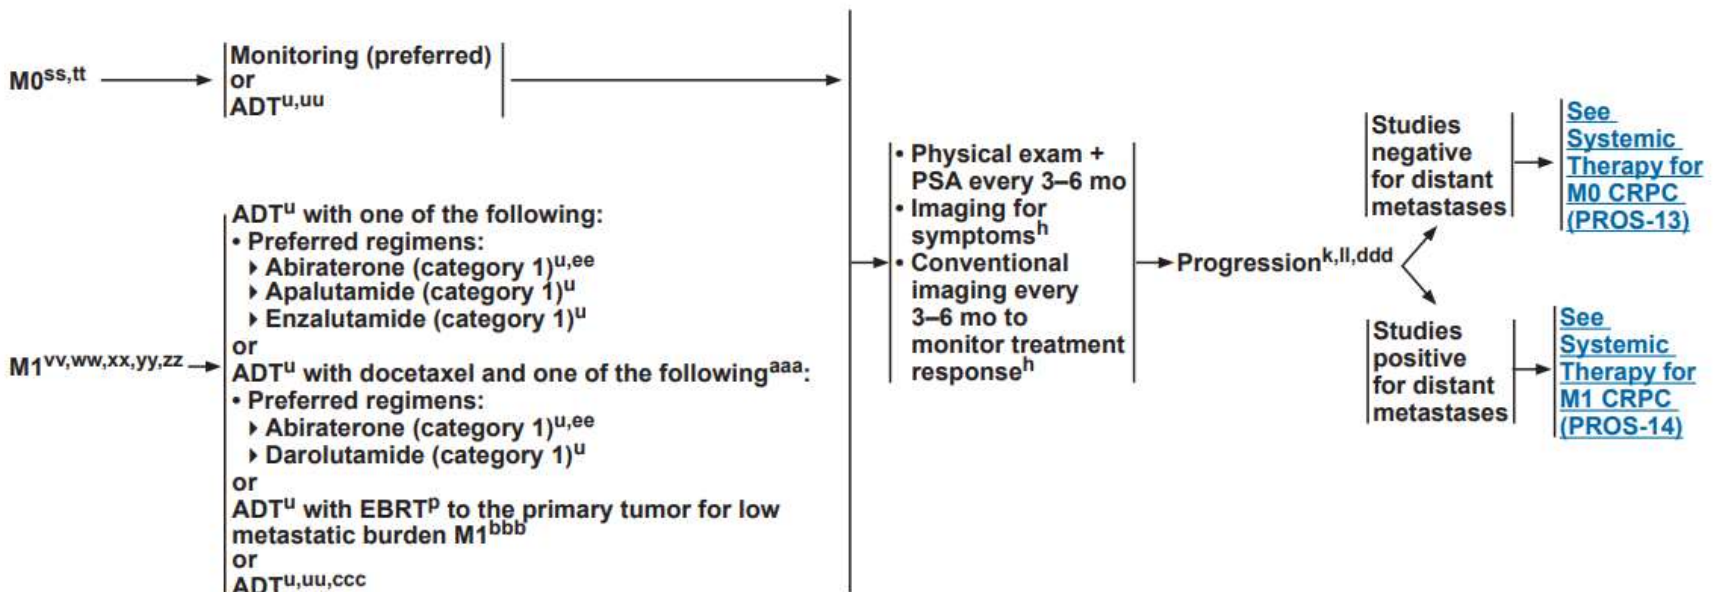 M0ss,tt
Monitoring (preferred)
or
ADTu,uu
M1vv,ww,xx,yy,zz
ADTu with one of the following:
• Preferred regimens:
Abiraterone (category 1)u,ee
Apalutamide (category 1)u
Enzalutamide (category 1)u
or
ADTu with docetaxel and one of the followingaaa:
• Preferred regimens:
Abiraterone (category 1)u,ee
Darolutamide (category 1)u
or
ADTu with EBRTp to the primary tumor for low
metastatic burden M1bbb
or
ADTu,uu,ccc
• Physical exam +
PSA every 3–6 mo
• Imaging for
symptomsh
• Conventional
imaging every
3–6 mo to
monitor treatment
responseh
Progressionk,ll,ddd
Studies
negative
for distant
metastases
See
Systemic
Therapy for
M0 CRPC
(PROS-13)
Studies
positive
for distant
metastases
See
Systemic
Therapy for
M1 CRPC
(PROS-14)